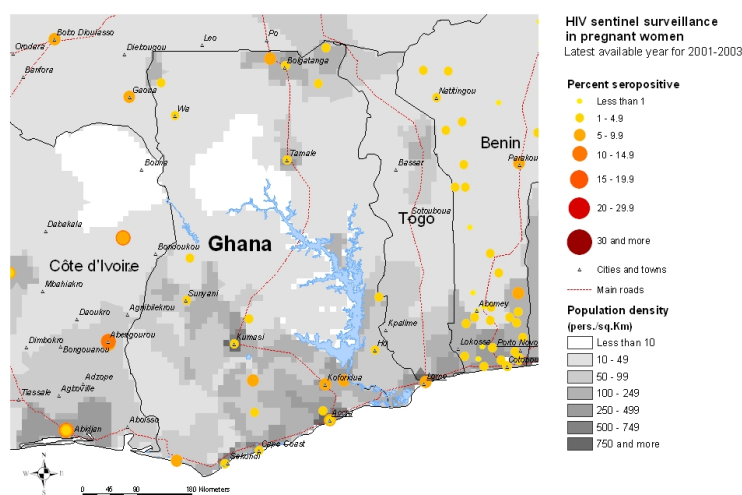 HIV sentinel surveillance
in pregnant women
Latest available year for 2001-2003
Percent seropositive
Less than 1
1 - 4.9
5 - 9.9
10 - 14.9
15 - 19.9
20 - 29.9
30 and more
Cities and towns
Main roads
Population density
(pers./sq.Km)
Less than 10
10 - 49
50 - 99
100 - 249
250 - 499
500 - 749
750 and more
Bobo Dioulasso
Leo
Po
Orodara
Diebougou
Banfora
Bolgatanga
Gaoua
Natitingou
Wa
Benin
Tamale
Parakou
Bouna
Bassar
Dabakala
Togo
Sotouboua
Ghana
Bondoukou
Côte d'Ivoire
Mbahiakro
Sunyani
Agnibilekrou
Daoukro
Abomey
Kpalime
Dimbokro
Abengourou
Bongouanou
Kumasi
Ho
Lokossa
Porto Novo
Cotonou
Adzope
Agboville
Tiassale
Koforidua
Lome
Abidjan
Aboisso
Accra
Cape Coast
Sekondi
N
W
E
S
0 45 90 180 Kilometers